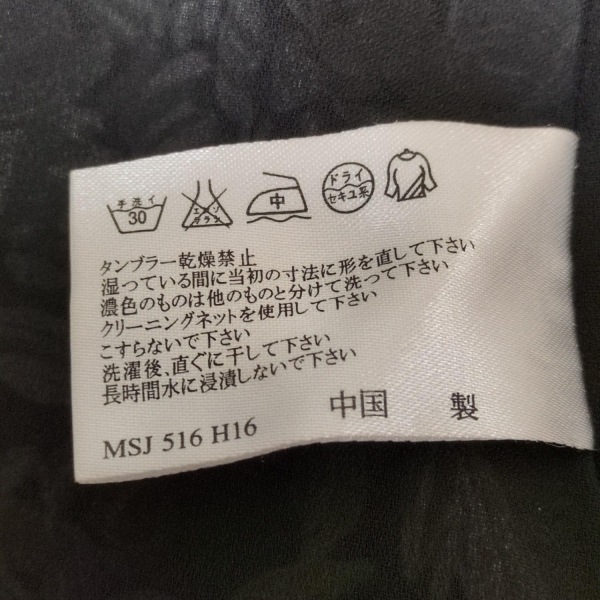 手洗イ
30
エンソ
サラシ
中
ドライ
セキユ系
タンブラー乾燥禁止
湿っている間に当初の寸法に形を直して下さい
濃色のものは他のものと分けて洗って下さい
クリーニングネットを使用して下さい
こすらないで下さい
洗濯後、直ぐに干して下さい
長時間水に浸漬しないで下さい
MSJ 516 H16
中国 製